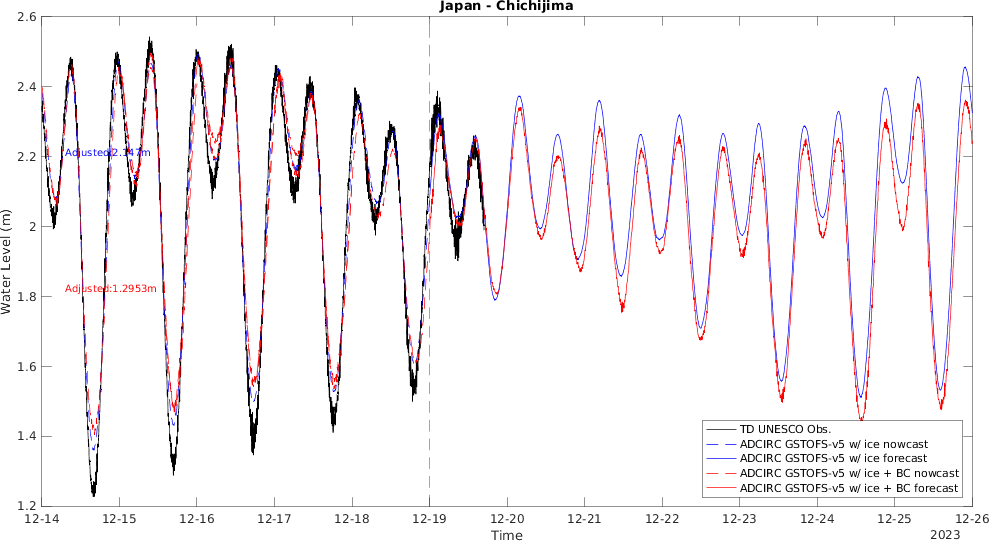 Japan - Chichijima
2.6
2.4
2.2
2
1.8
1.6
1.4
1.2
Water Level (m)
Adjusted:2.147m
Adjusted:1.2953m
TD UNESCO Obs.
ADCIRC GSTOFS-v5 w/ ice nowcast
ADCIRC GSTOFS-v5 w/ ice forecast
ADCIRC GSTOFS-v5 w/ ice + BC nowcast
ADCIRC GSTOFS-v5 w/ ice + BC forecast
12-14 12-15 12-16 12-17 12-18 12-19 12-20 12-21 12-22 12-23 12-24 12-25 12-26
Time
2023